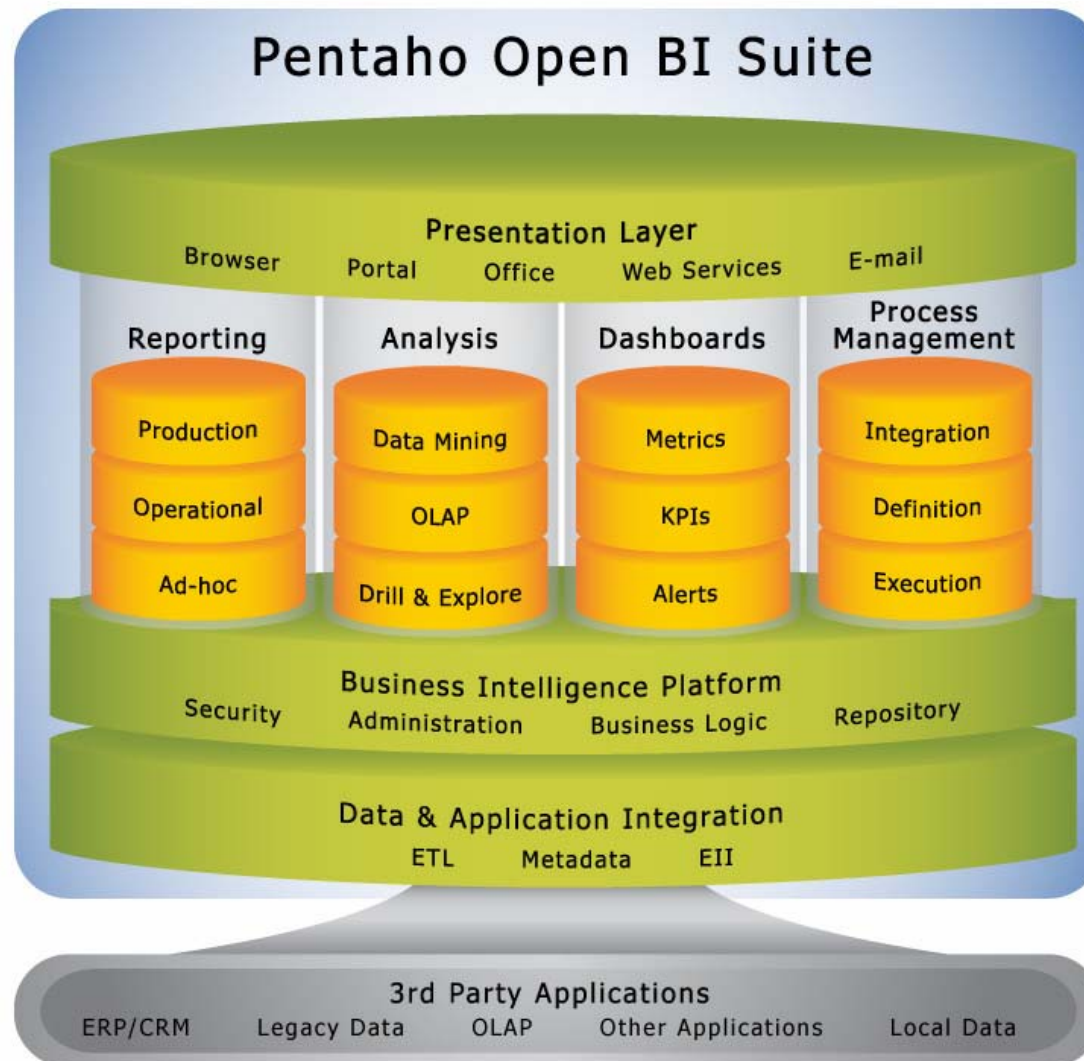 Pentaho Open BI Suite
Presentation Layer
Browser Portal Office Web Services E-mail
Reporting
Production
Operational
Ad-hoc
Analysis
Data Mining
OLAP
Drill & Explore
Dashboards
Metrics
KPIs
Alerts
Process
Management
Integration
Definition
Execution
Business Intelligence Platform
Security Administration Business Logic Repository
Data & Application Integration
ETL Metadata EII
3rd Party Applications
ERP/CRM Legacy Data OLAP Other Applications Local Data